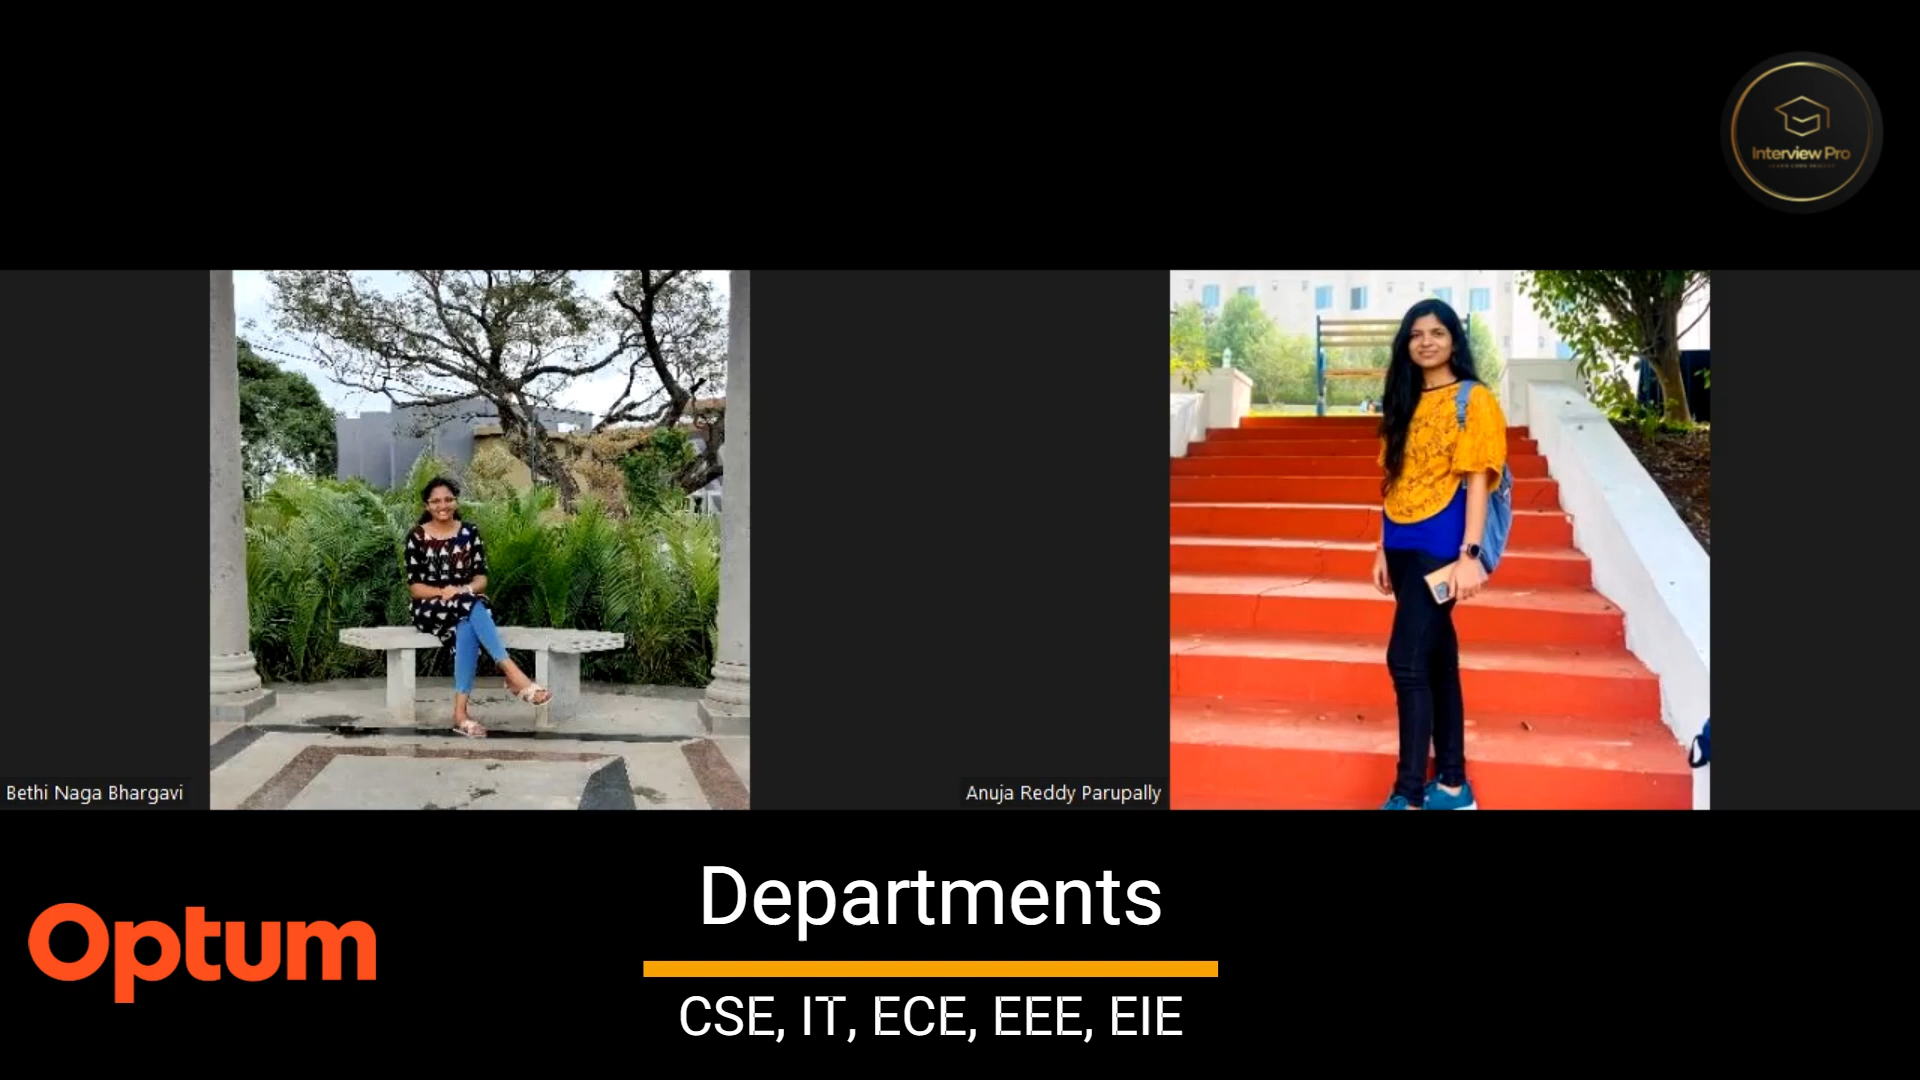 Interview Pro
Bethi Naga Bhargavi
Anuja Reddy Parupally
Departments
Optum
CSE, IT, ECE, EEE, EIE